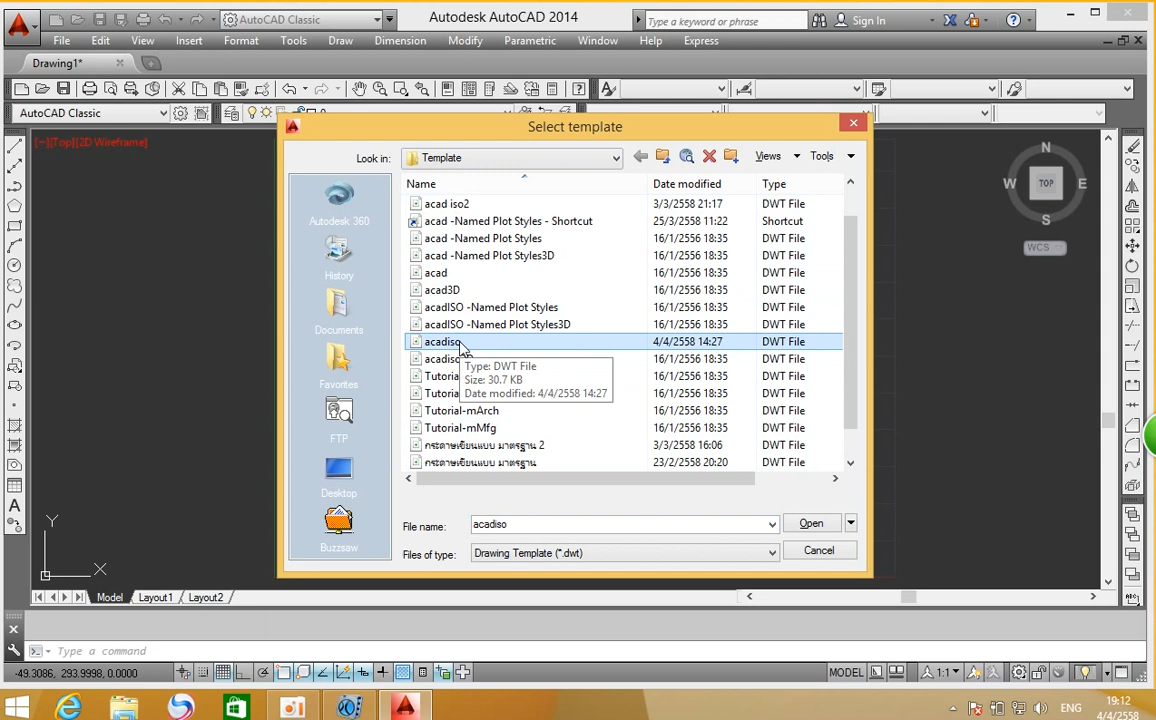 AutoCAD Classic
Autodesk AutoCAD 2014
Type a keyword or phrase
Sign In
File Edit View Insert Format Tools Draw Dimension Modify Parametric Window Help Express
Drawing1*
AutoCAD Classic
[−][Top][2D Wireframe]
Select template
Look in: Template Views Tools
Name Date modified Type
acad iso2 3/3/2558 21:17 DWT File
acad -Named Plot Styles - Shortcut 25/3/2558 11:22 Shortcut
acad -Named Plot Styles 16/1/2556 18:35 DWT File
acad -Named Plot Styles3D 16/1/2556 18:35 DWT File
acad 16/1/2556 18:35 DWT File
acad3D 16/1/2556 18:35 DWT File
acadISO -Named Plot Styles 16/1/2556 18:35 DWT File
acadISO -Named Plot Styles3D 16/1/2556 18:35 DWT File
acadiso 4/4/2558 14:27 DWT File
acadiso 16/1/2556 18:35 DWT File
Tutoria 16/1/2556 18:35 DWT File
Tutoria 16/1/2556 18:35 DWT File
Tutorial-mArch 16/1/2556 18:35 DWT File
Tutorial-mMfg 16/1/2556 18:35 DWT File
กระดาษเขียนแบบ มาตรฐาน 2 3/3/2558 16:06 DWT File
กระดาษเขียนแบบ มาตรฐาน 23/2/2558 20:20 DWT File
Type: DWT File
Size: 30.7 KB
Date modified: 4/4/2558 14:27
Autodesk 360
History
Documents
Favorites
FTP
Desktop
Buzzsaw
File name: acadiso Open
Files of type: Drawing Template (*.dwt) Cancel
N
W TOP E
S
WCS
Y
X
Model Layout1 Layout2
Type a command
-49.3086, 293.9998, 0.0000
MODEL 1:1
ENG
19:12
4/4/2558